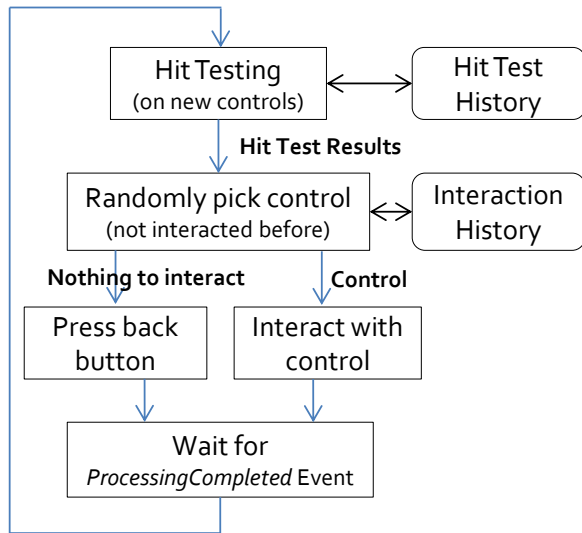 Hit Testing
(on new controls)
Hit Test
History
Hit Test Results
Randomly pick control
(not interacted before)
Interaction
History
Nothing to interact
Control
Press back
button
Interact with
control
Wait for
ProcessingCompleted Event